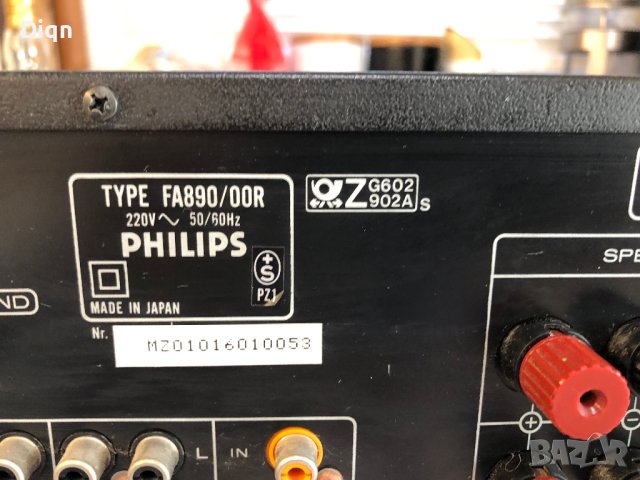 Diqn
TYPE FA890/00R
220V ~ 50/60Hz
PHILIPS
+
S
PZ1
MADE IN JAPAN
Z G602
902A S
Nr. MZ01016010053
ND
SPE
+
-
L
IN
BAZAR